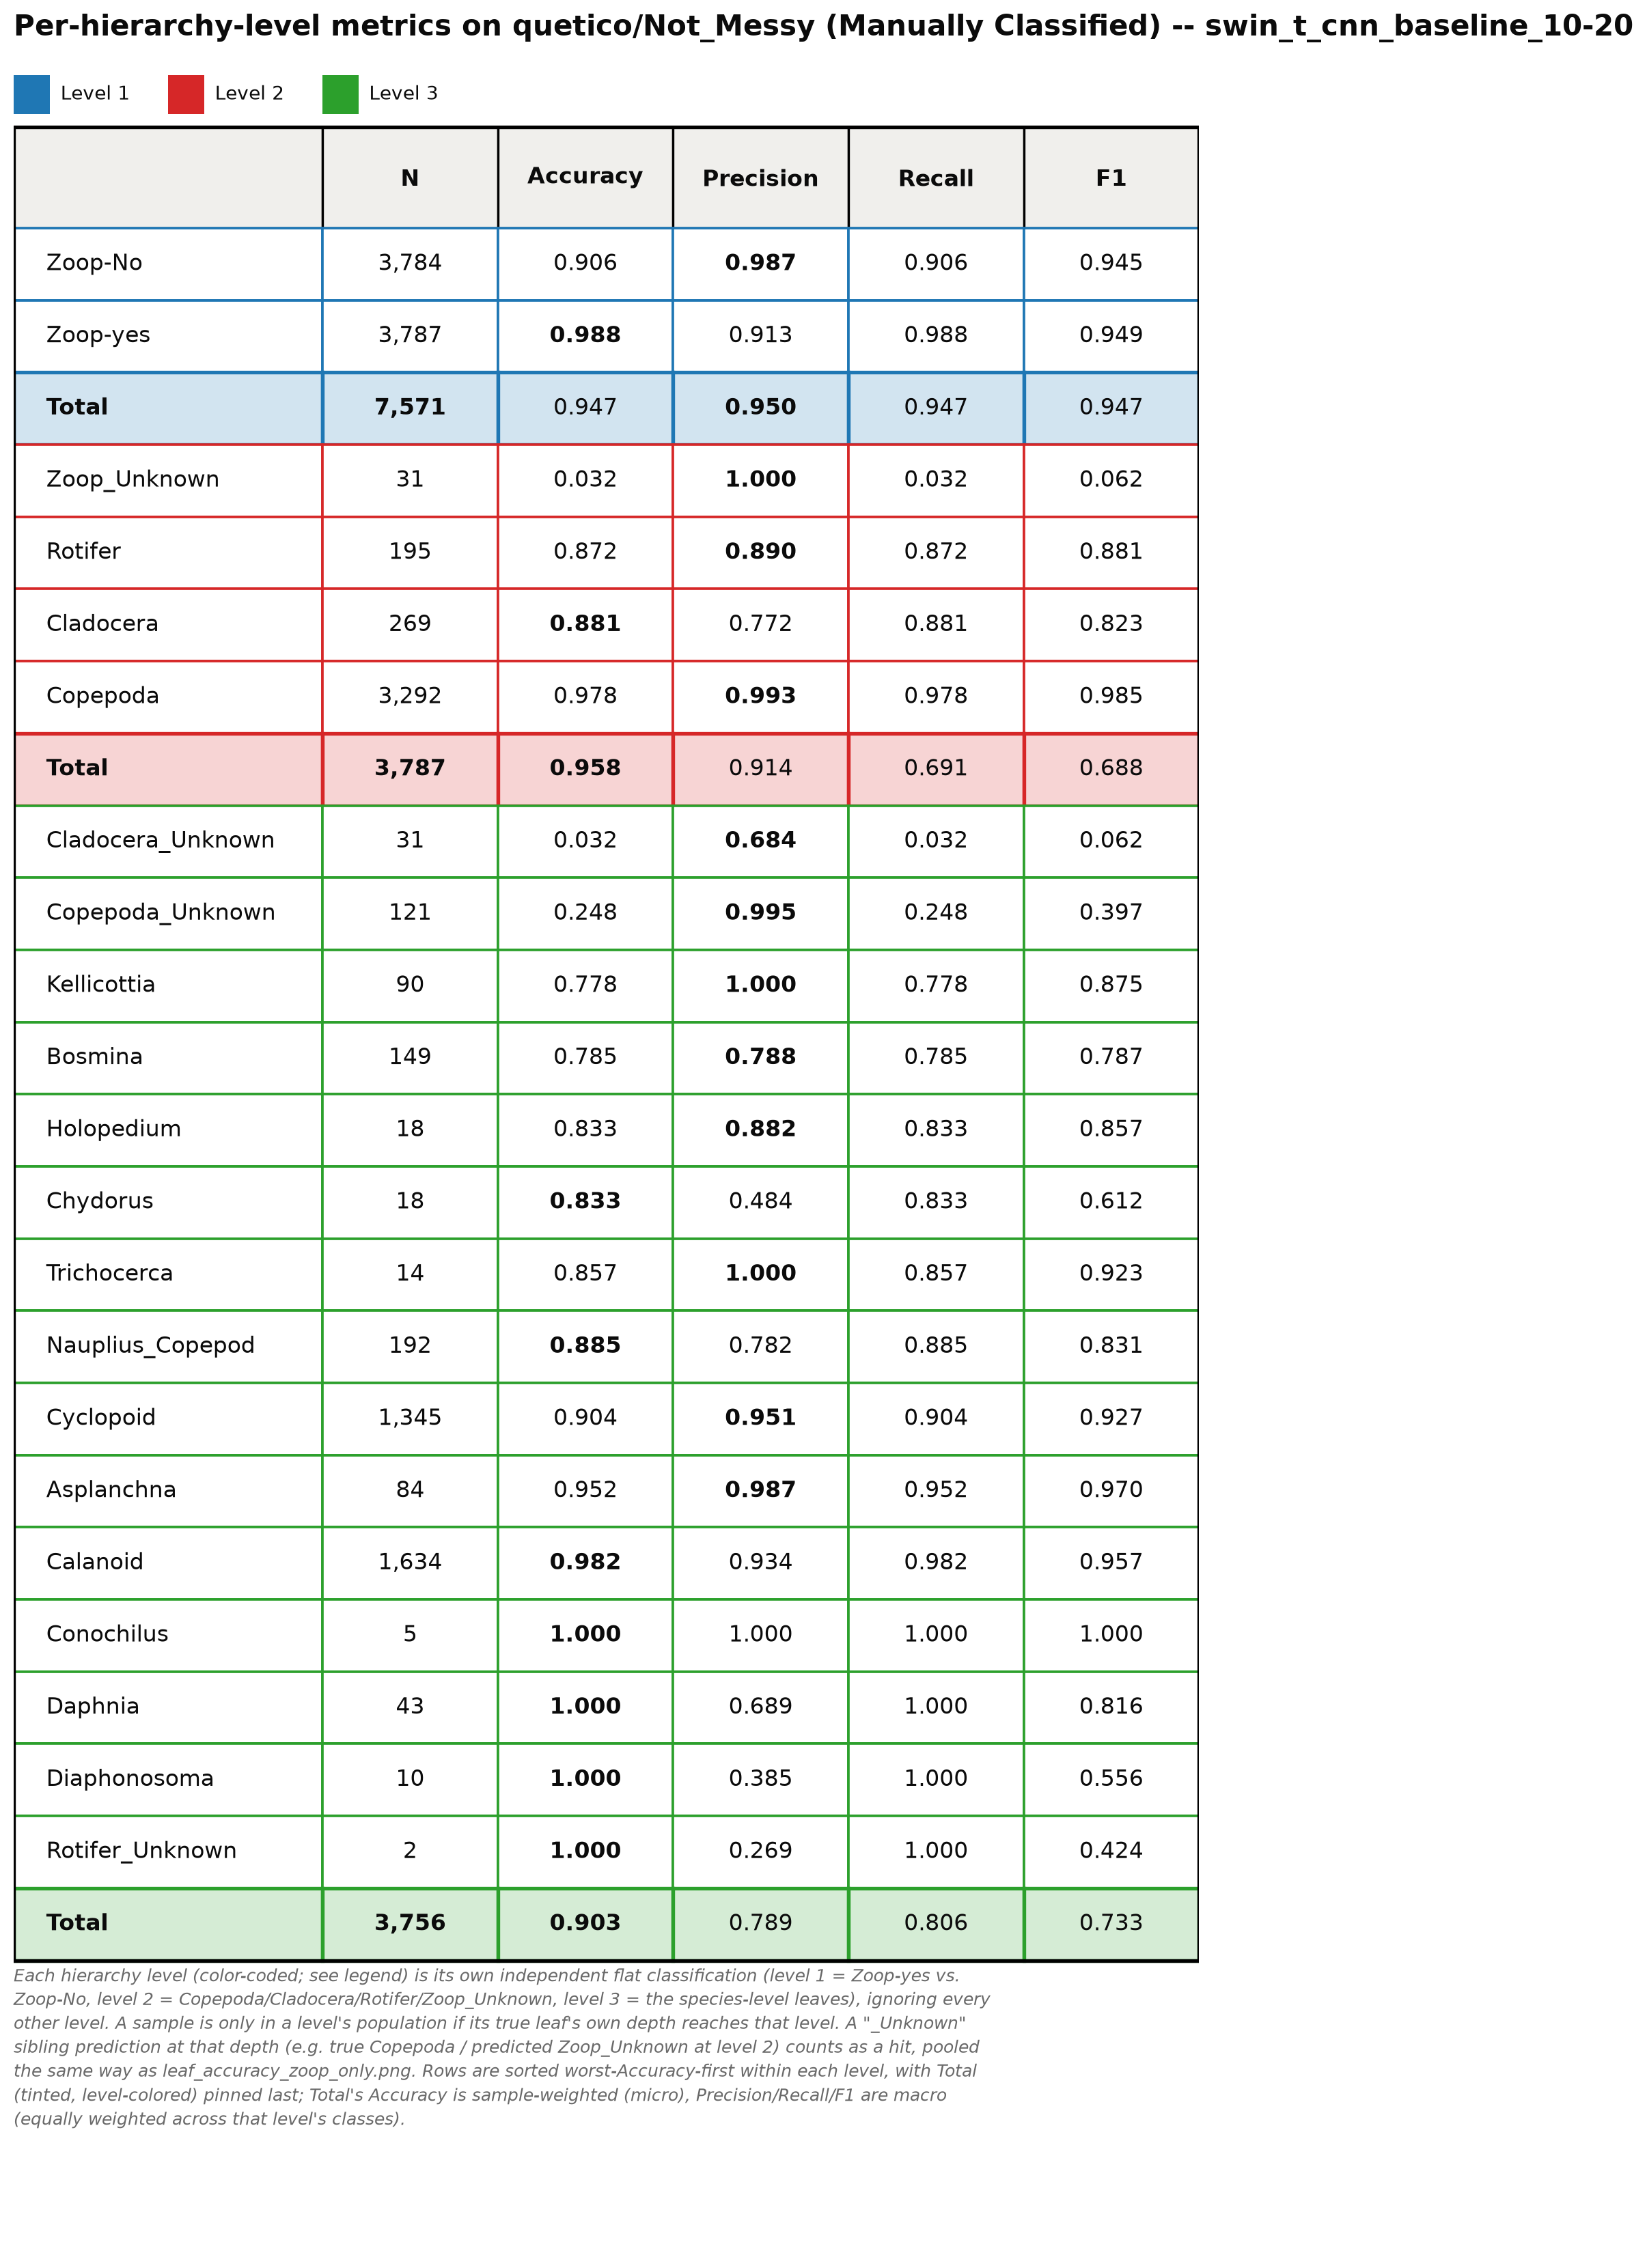 Per-hierarchy-level metrics on quetico/Not_Messy (Manually Classified) -- swin_t_cnn_baseline_10-20
Level 1 Level 2 Level 3
N Accuracy Precision Recall F1
Zoop-No 3,784 0.906 0.987 0.906 0.945
Zoop-yes 3,787 0.988 0.913 0.988 0.949
Total 7,571 0.947 0.950 0.947 0.947
Zoop_Unknown 31 0.032 1.000 0.032 0.062
Rotifer 195 0.872 0.890 0.872 0.881
Cladocera 269 0.881 0.772 0.881 0.823
Copepoda 3,292 0.978 0.993 0.978 0.985
Total 3,787 0.958 0.914 0.691 0.688
Cladocera_Unknown 31 0.032 0.684 0.032 0.062
Copepoda_Unknown 121 0.248 0.995 0.248 0.397
Kellicottia 90 0.778 1.000 0.778 0.875
Bosmina 149 0.785 0.788 0.785 0.787
Holopedium 18 0.833 0.882 0.833 0.857
Chydorus 18 0.833 0.484 0.833 0.612
Trichocerca 14 0.857 1.000 0.857 0.923
Nauplius_Copepod 192 0.885 0.782 0.885 0.831
Cyclopoid 1,345 0.904 0.951 0.904 0.927
Asplanchna 84 0.952 0.987 0.952 0.970
Calanoid 1,634 0.982 0.934 0.982 0.957
Conochilus 5 1.000 1.000 1.000 1.000
Daphnia 43 1.000 0.689 1.000 0.816
Diaphonosoma 10 1.000 0.385 1.000 0.556
Rotifer_Unknown 2 1.000 0.269 1.000 0.424
Total 3,756 0.903 0.789 0.806 0.733
Each hierarchy level (color-coded; see legend) is its own independent flat classification (level 1 = Zoop-yes vs.
Zoop-No, level 2 = Copepoda/Cladocera/Rotifer/Zoop_Unknown, level 3 = the species-level leaves), ignoring every
other level. A sample is only in a level's population if its true leaf's own depth reaches that level. A "_Unknown"
sibling prediction at that depth (e.g. true Copepoda / predicted Zoop_Unknown at level 2) counts as a hit, pooled
the same way as leaf_accuracy_zoop_only.png. Rows are sorted worst-Accuracy-first within each level, with Total
(tinted, level-colored) pinned last; Total's Accuracy is sample-weighted (micro), Precision/Recall/F1 are macro
(equally weighted across that level's classes).